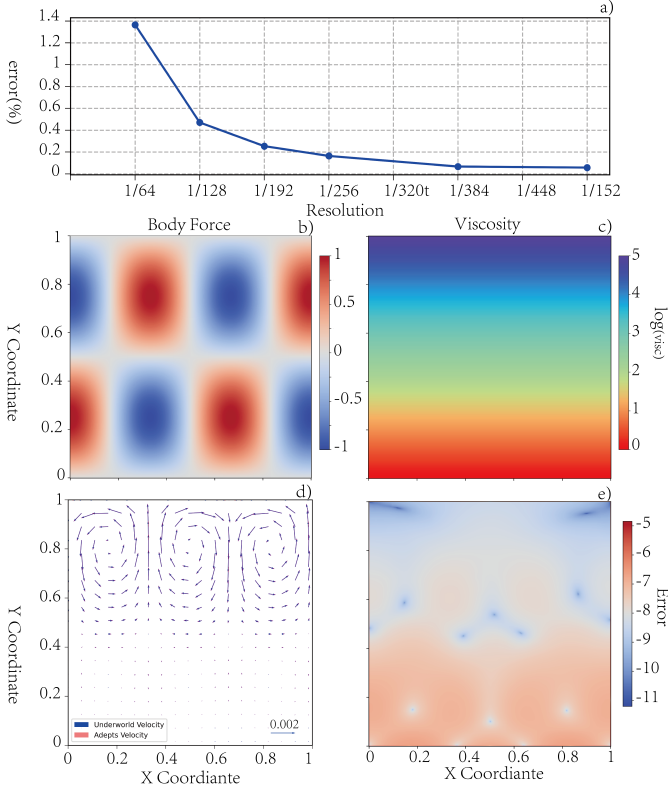 a)
1.4
1
0.8
0.6
0.4
0.2
0
error(%)
1/64 1/128 1/192 1/256 1/320t 1/384 1/448 1/152
Resolution
Body Force b)
1
0.8
0.6
0.4
0.2
0
Y Coordinate
1
0.5
0
-0.5
-1
Viscosity c)
5
4
3
2
1
0
log(visc)
d)
1
0.8
0.6
0.4
0.2
0
Y Coordinate
Underworld Velocity
Adepts Velocity
0.002
0 0.2 0.4 0.6 0.8 1
X Coordiante
e)
-5
-6
-7
-8
-9
-10
-11
Error
0 0.2 0.4 0.6 0.8 1
X Coordinate